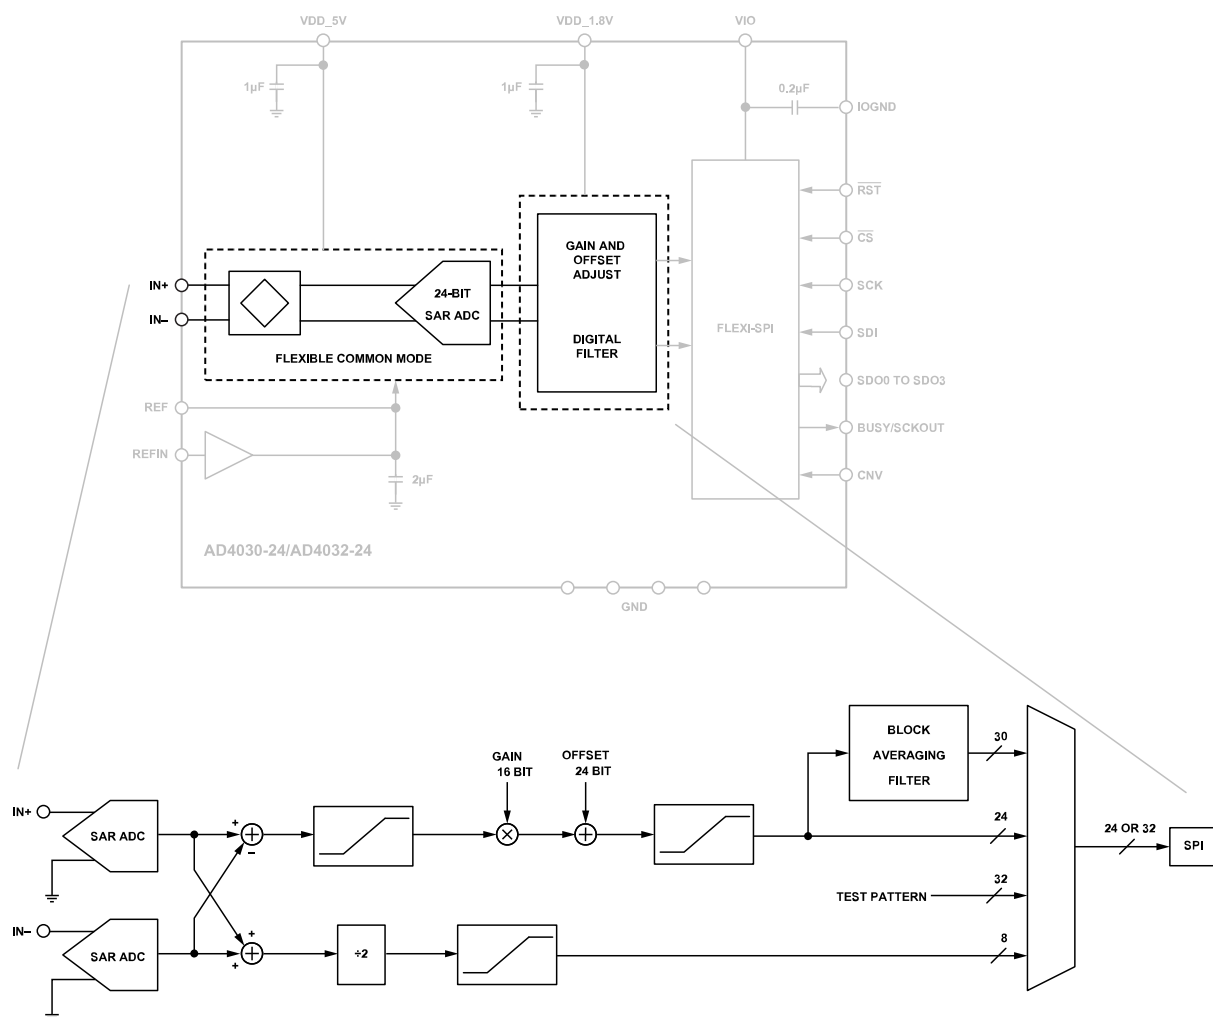 VDD_5V
VDD_1.8V
VIO
1µF
1µF
0.2µF
IOGND
RST
CS
SCK
SDI
SDO0 TO SDO3
BUSY/SCKOUT
CNV
FLEXI-SPI
GAIN AND
OFFSET
ADJUST
DIGITAL
FILTER
IN+
IN–
24-BIT
SAR ADC
FLEXIBLE COMMON MODE
REF
REFIN
2µF
AD4030-24/AD4032-24
GND
BLOCK
AVERAGING
FILTER
30
GAIN
16 BIT
OFFSET
24 BIT
IN+
SAR ADC
+
–
×
+
+
24
24 OR 32
SPI
TEST PATTERN
32
IN–
SAR ADC
+
+
+
÷2
8